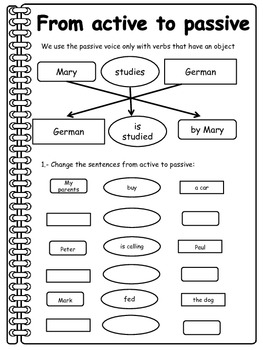 From active to passive
We use the passive voice only with verbs that have an object
Mary studies German
German is studied by Mary
1.- Change the sentences from active to passive:
My parents buy a car
Peter is calling Paul
Mark fed the dog